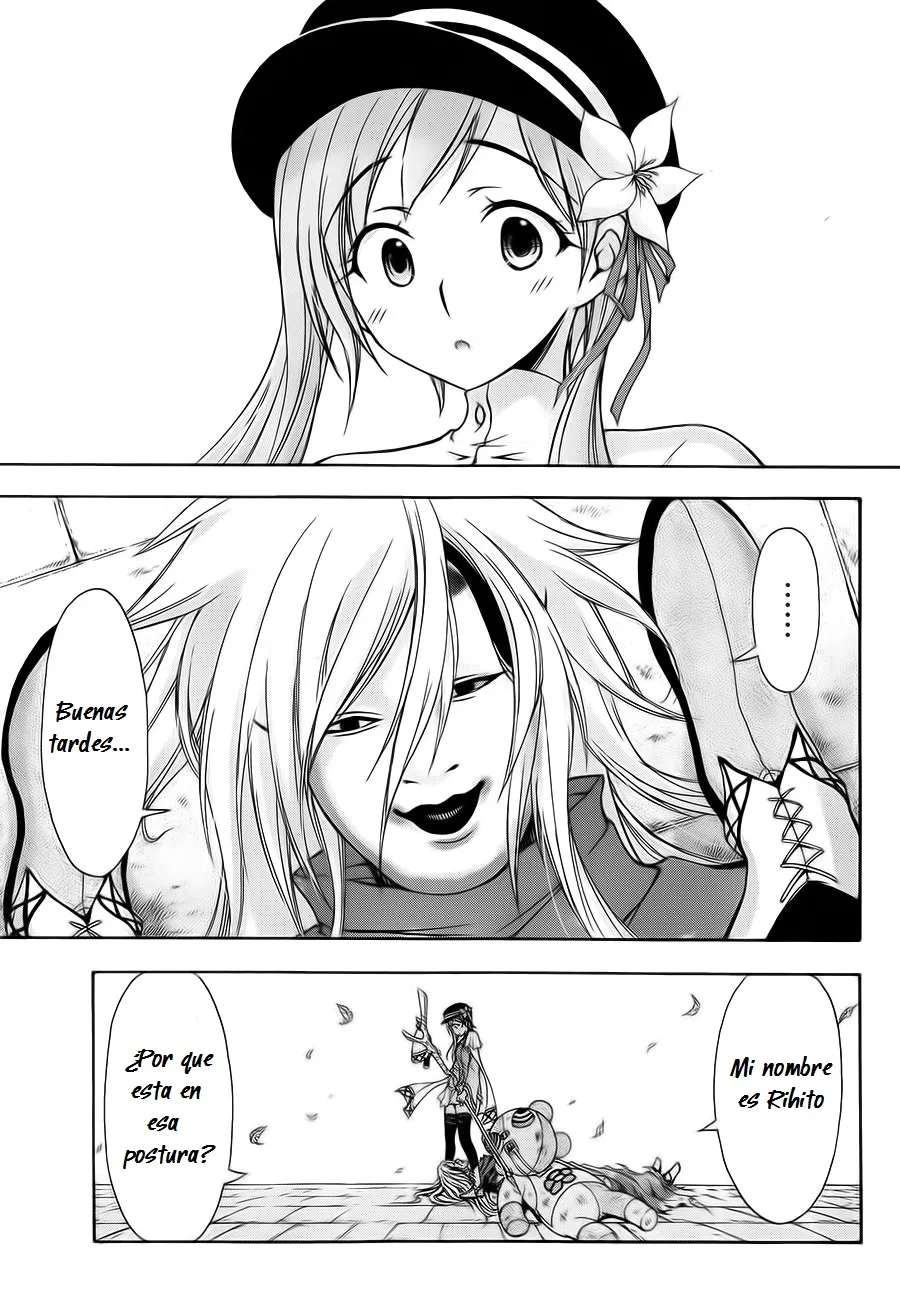 ......
Buenas
tardes...
Mi nombre
es Rihito
¿Por que
esta en
esa
postura?